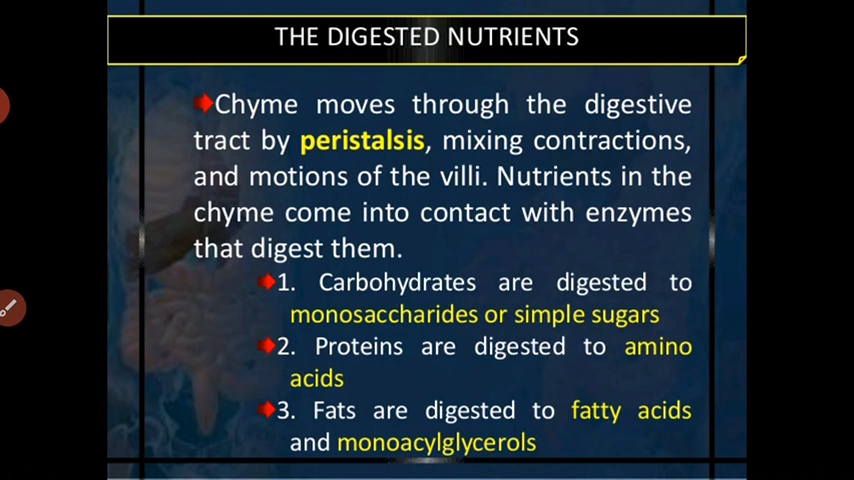 THE DIGESTED NUTRIENTS
Chyme moves through the digestive
tract by peristalsis, mixing contractions,
and motions of the villi. Nutrients in the
chyme come into contact with enzymes
that digest them.
1. Carbohydrates are digested to
monosaccharides or simple sugars
2. Proteins are digested to amino
acids
3. Fats are digested to fatty acids
and monoacylglycerols